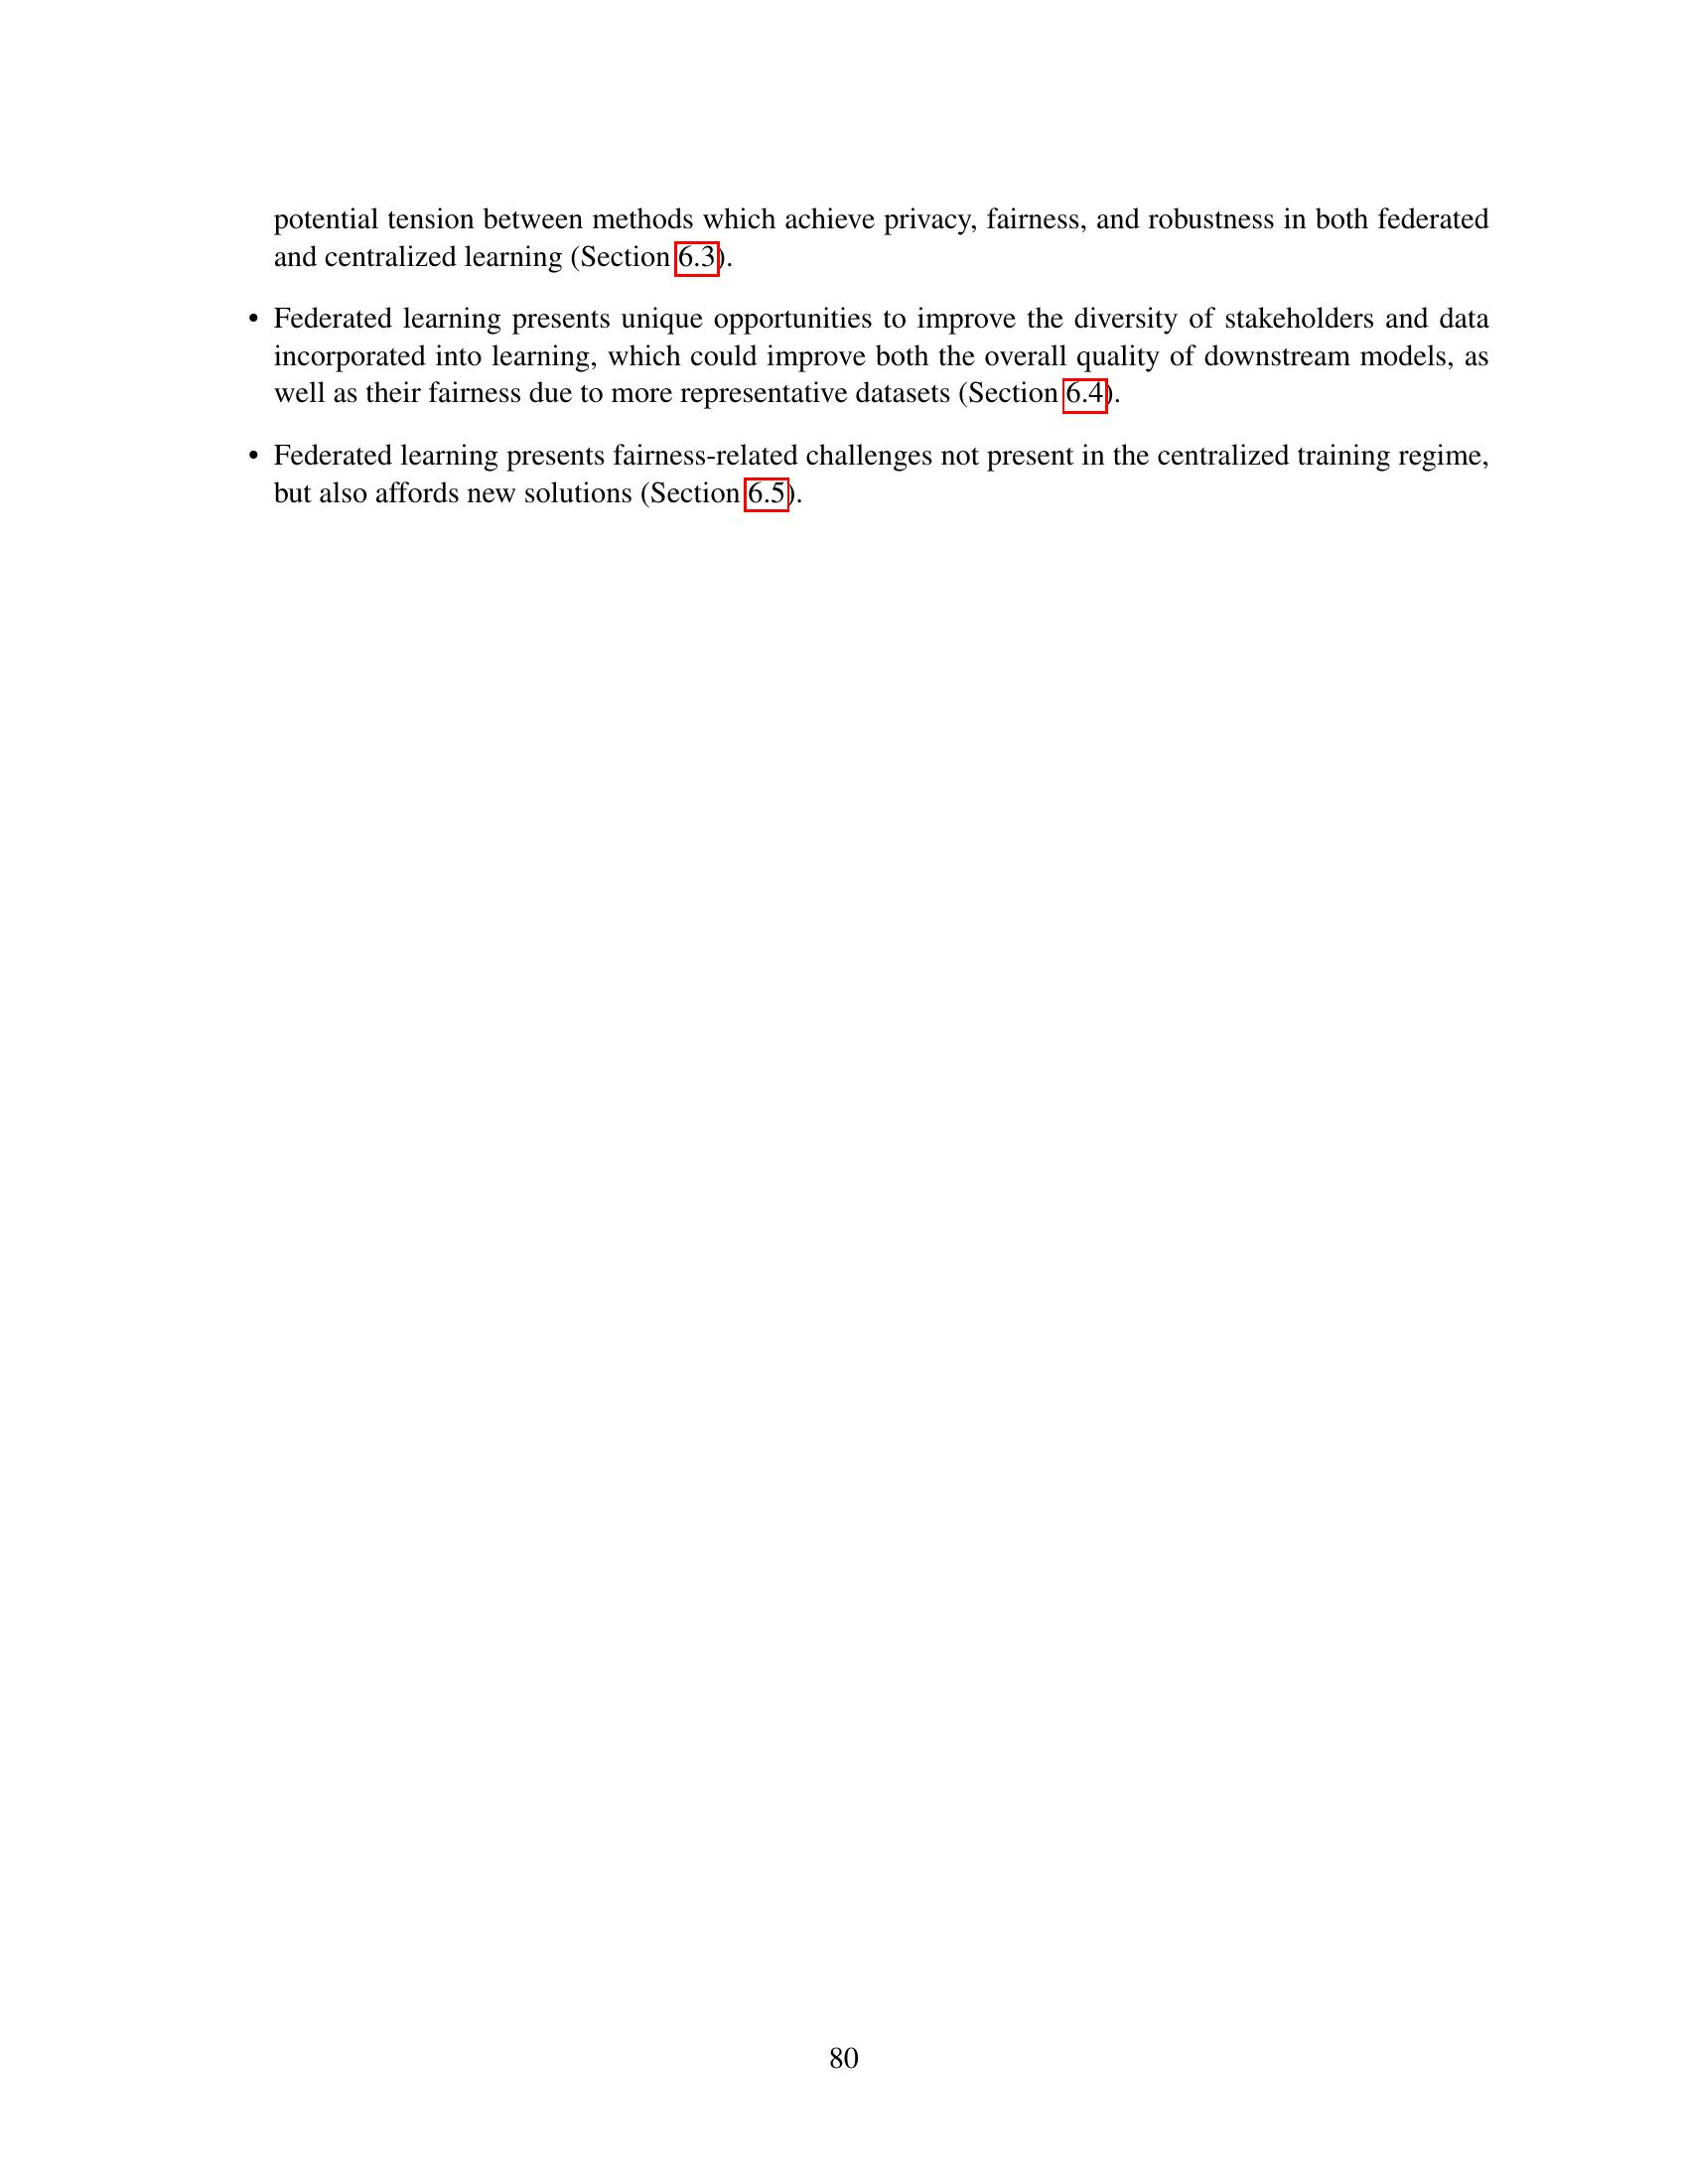 potential tension between methods which achieve privacy, fairness, and robustness in both federated
and centralized learning (Section 6.3).
• Federated learning presents unique opportunities to improve the diversity of stakeholders and data
incorporated into learning, which could improve both the overall quality of downstream models, as
well as their fairness due to more representative datasets (Section 6.4).
• Federated learning presents fairness-related challenges not present in the centralized training regime,
but also affords new solutions (Section 6.5).
80